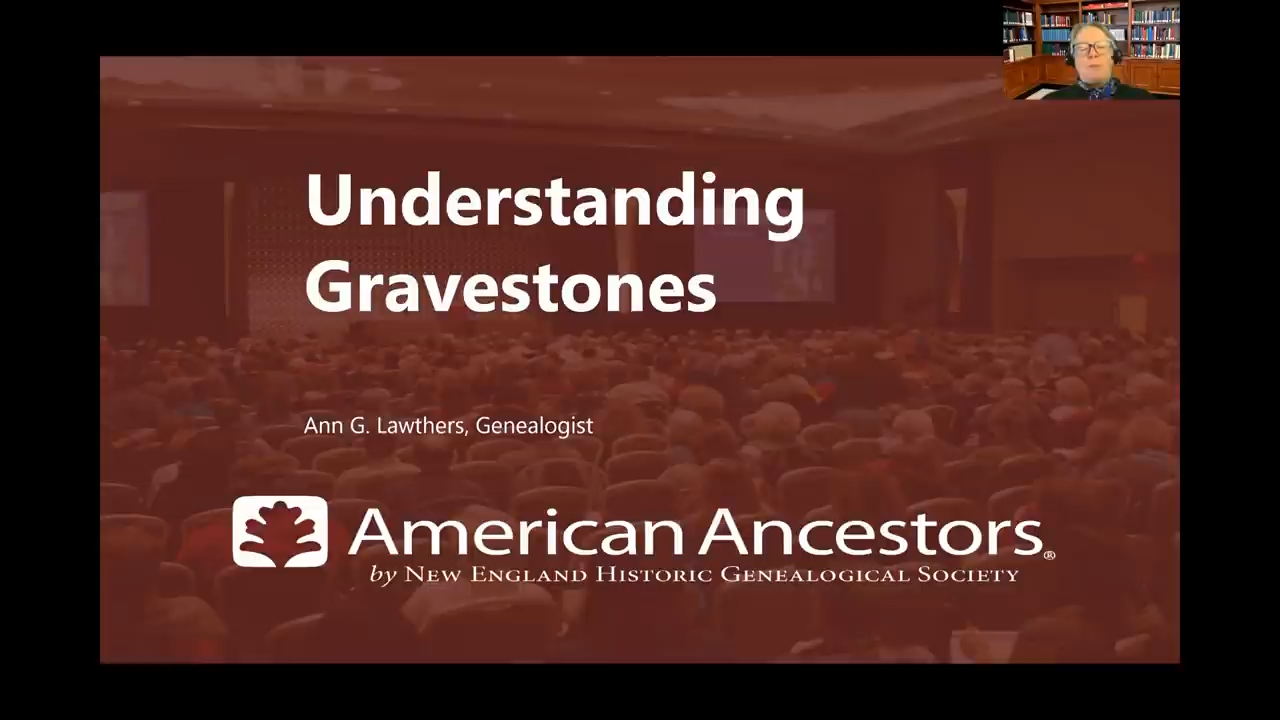 Understanding
Gravestones
Ann G. Lawthers, Genealogist
American Ancestors®
by NEW ENGLAND HISTORIC GENEALOGICAL SOCIETY